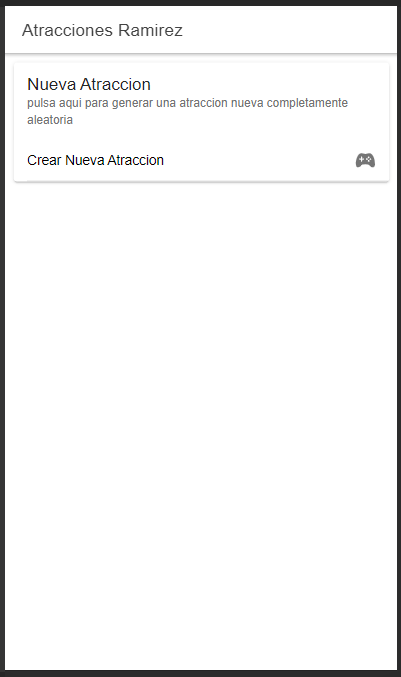 Atracciones Ramirez
Nueva Atraccion
pulsa aqui para generar una atraccion nueva completamente
aleatoria
Crear Nueva Atraccion